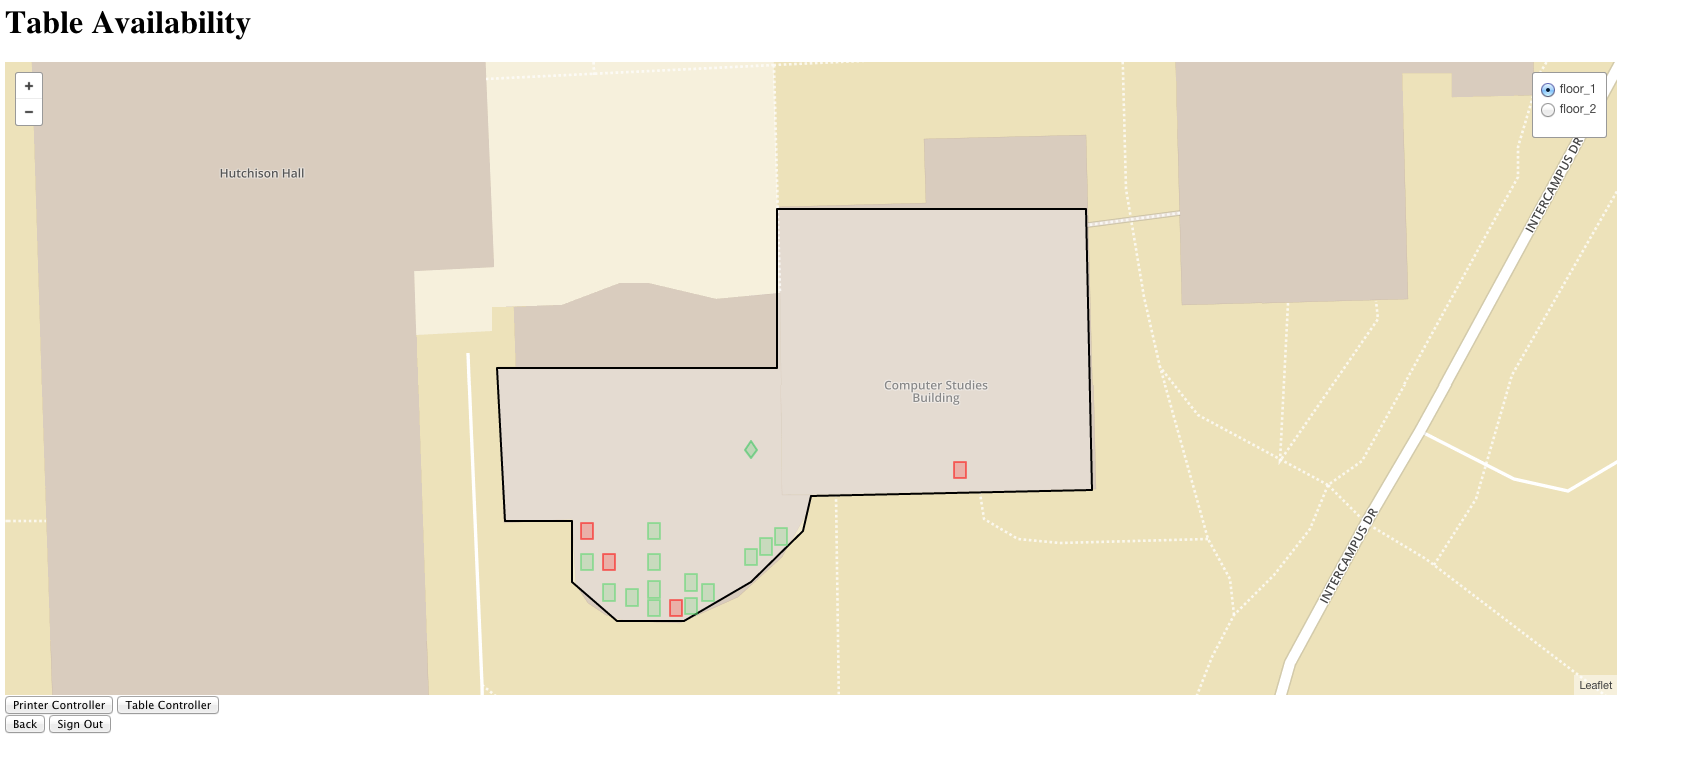 Table Availability
+
−
floor_1
floor_2
Hutchison Hall
INTERCAMPUS DR
Computer Studies
Building
INTERCAMPUS DR
Leaflet
Printer Controller Table Controller
Back Sign Out